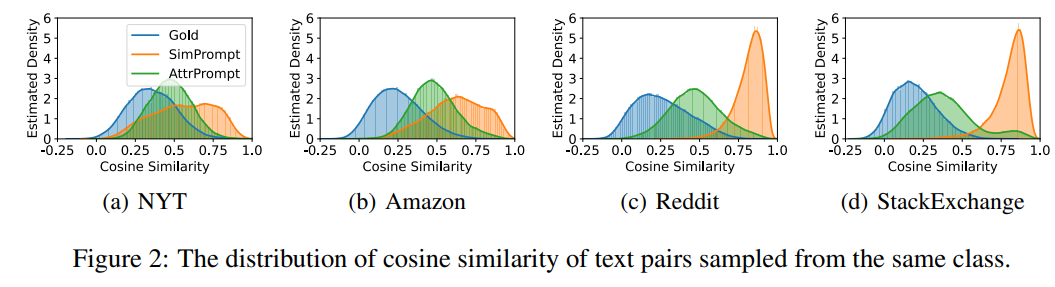 Estimated Density
6
5
4
3
2
1
0
-0.25 0.0 0.25 0.5 0.75 1.0
Cosine Similarity
Gold
SimPrompt
AttrPrompt
(a) NYT
Estimated Density
6
5
4
3
2
1
0
-0.25 0.0 0.25 0.5 0.75 1.0
Cosine Similarity
(b) Amazon
Estimated Density
6
5
4
3
2
1
0
-0.25 0.0 0.25 0.5 0.75 1.0
Cosine Similarity
(c) Reddit
Estimated Density
6
5
4
3
2
1
0
-0.25 0.0 0.25 0.5 0.75 1.0
Cosine Similarity
(d) StackExchange
Figure 2: The distribution of cosine similarity of text pairs sampled from the same class.